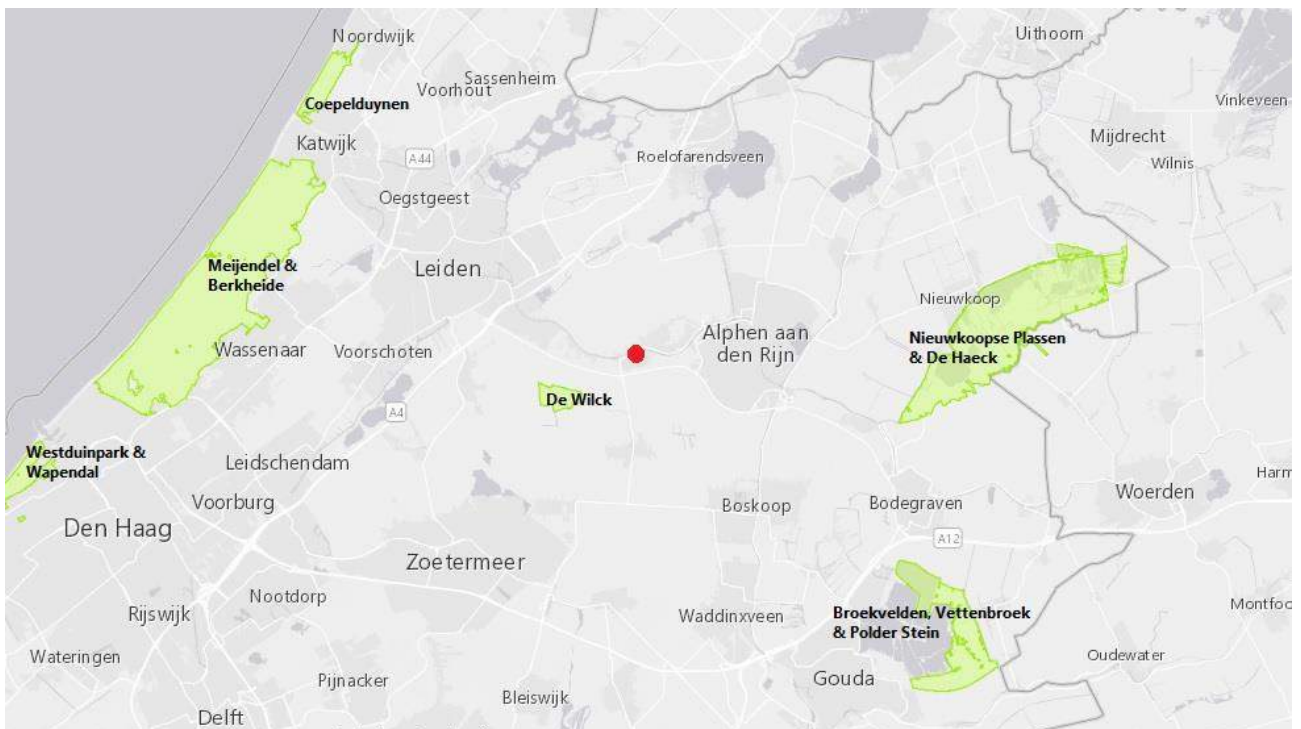 Noordwijk
Uithoorn
Sassenheim
Voorhout
Coepelduynen
Vinkeveen
Katwijk
Mijdrecht
A44
Roelofarendsveen
Wilnis
Oegstgeest
Meijendel &
Berkheide
Leiden
Nieuwkoop
Alphen aan
den Rijn
Nieuwkoopse Plassen
& De Haeck
Wassenaar
Voorschoten
De Wilck
A4
Westduinpark &
Wapendal
Leidschendam
Harm
Voorburg
Boskoop
Bodegraven
Woerden
Den Haag
A12
Zoetermeer
Nootdorp
Rijswijk
Waddinxveen
Broekvelden, Vettenbroek
& Polder Stein
Montfoo
Wateringen
Oudewater
Pijnacker
Gouda
Bleiswijk
Delft